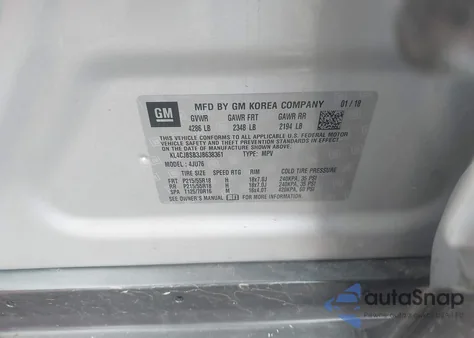 GM
MFD BY GM KOREA COMPANY 01/18
GVWR GAWR FRT GAWR RR
4286 LB 2348 LB 2194 LB
THIS VEHICLE CONFORMS TO ALL APPLICABLE U.S. FEDERAL MOTOR
VEHICLE SAFETY, BUMPER, AND THEFT PREVENTION STANDARDS IN
EFFECT ON THE DATE OF MANUFACTURE SHOWN ABOVE.
KL4CJBSB3JB638361 TYPE: MPV
MODEL: 4JU76
TIRE SIZE SPEED RTG RIM COLD TIRE PRESSURE
FRT P215/55R18 H 18x7.0J 240KPA, 35 PSI
RR P215/55R18 H 18x7.0J 240KPA, 35 PSI
SPA T125/70R16 M 16x4.0T 420KPA, 60 PSI
SEE OWNER'S MANUAL FOR MORE INFORMATION
autaSnap